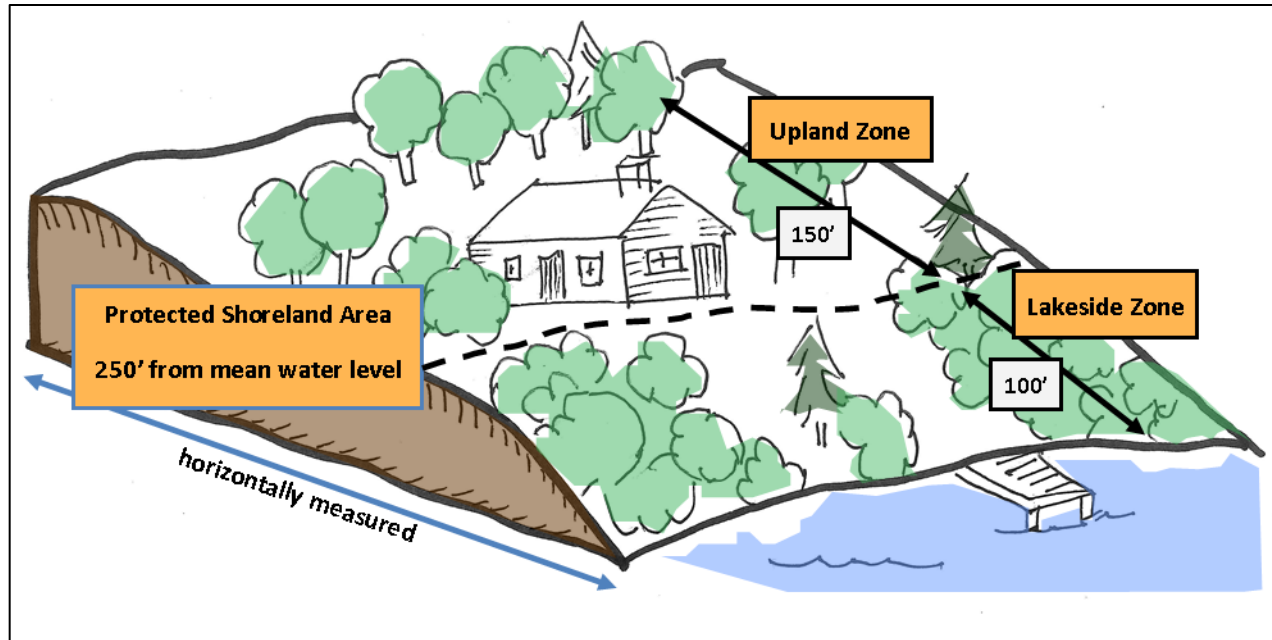 Upland Zone
150’
Lakeside Zone
100’
Protected Shoreland Area
250’ from mean water level
horizontally measured